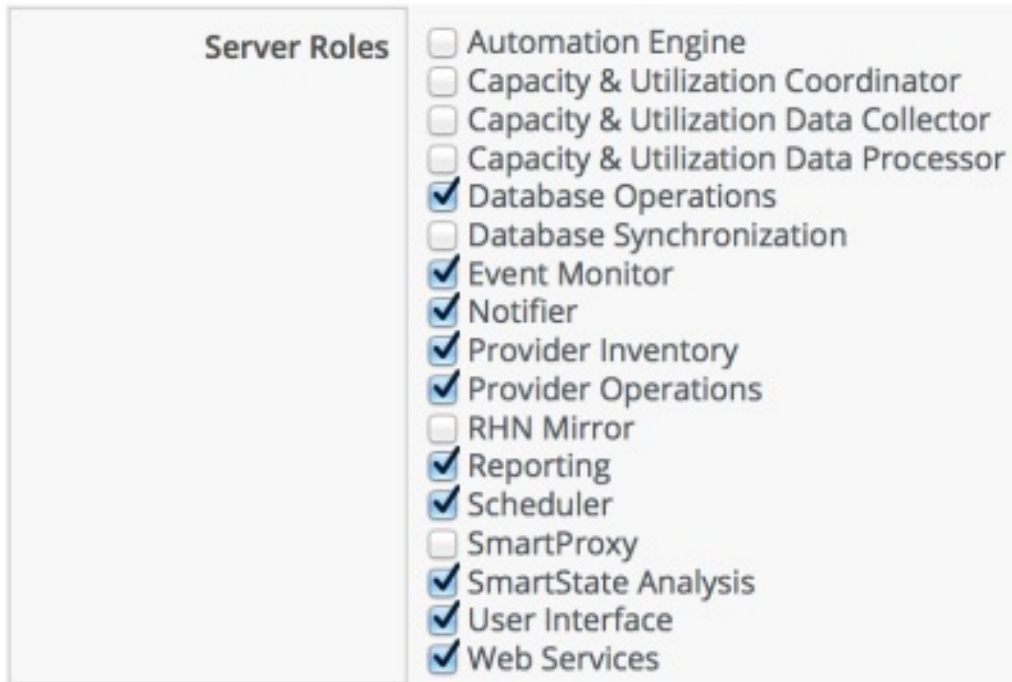 Server Roles
Automation Engine
Capacity & Utilization Coordinator
Capacity & Utilization Data Collector
Capacity & Utilization Data Processor
Database Operations
Database Synchronization
Event Monitor
Notifier
Provider Inventory
Provider Operations
RHN Mirror
Reporting
Scheduler
SmartProxy
SmartState Analysis
User Interface
Web Services